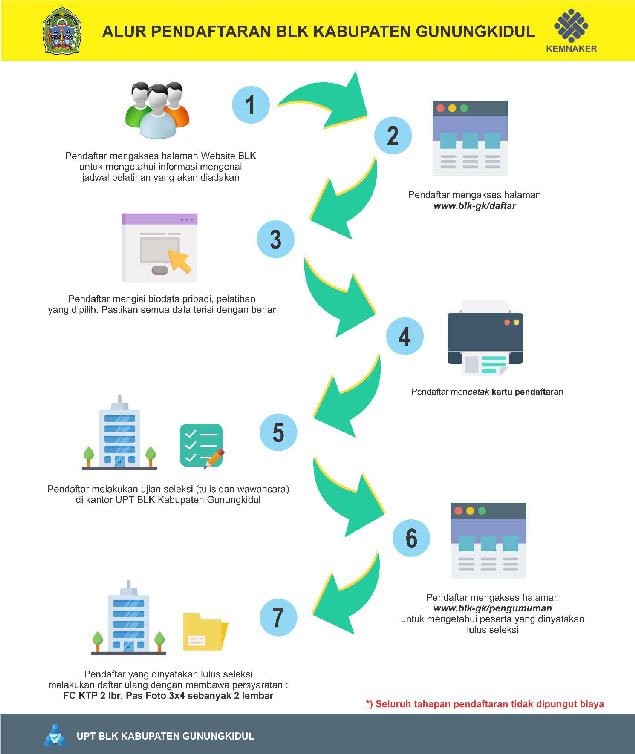 ALUR PENDAFTARAN BLK KABUPATEN GUNUNGKIDUL
KEMNAKER
1
Pendaftar mengakses halaman Website BLK
untuk mengetahui informasi mengenai
jadwal pelatihan yang akan diadakan
2
Pendaftar mengakses halaman
www.blk-gk/daftar
3
Pendaftar mengisi biodata pribadi, pelatihan
yang dipilih. Pastikan semua data terisi dengan benar
4
Pendaftar mencetak kartu pendaftaran
5
Pendaftar melakukan ujian seleksi (tulis dan wawancara)
di kantor UPT BLK Kabupaten Gunungkidul
6
Pendaftar mengakses halaman
www.blk-gk/pengumuman
untuk mengetahui peserta yang dinyatakan
lulus seleksi
7
Pendaftar yang dinyatakan lulus seleksi
melakukan daftar ulang dengan membawa persyaratan :
FC KTP 2 lbr, Pas Foto 3x4 sebanyak 2 lembar
*) Seluruh tahapan pendaftaran tidak dipungut biaya
UPT BLK KABUPATEN GUNUNGKIDUL